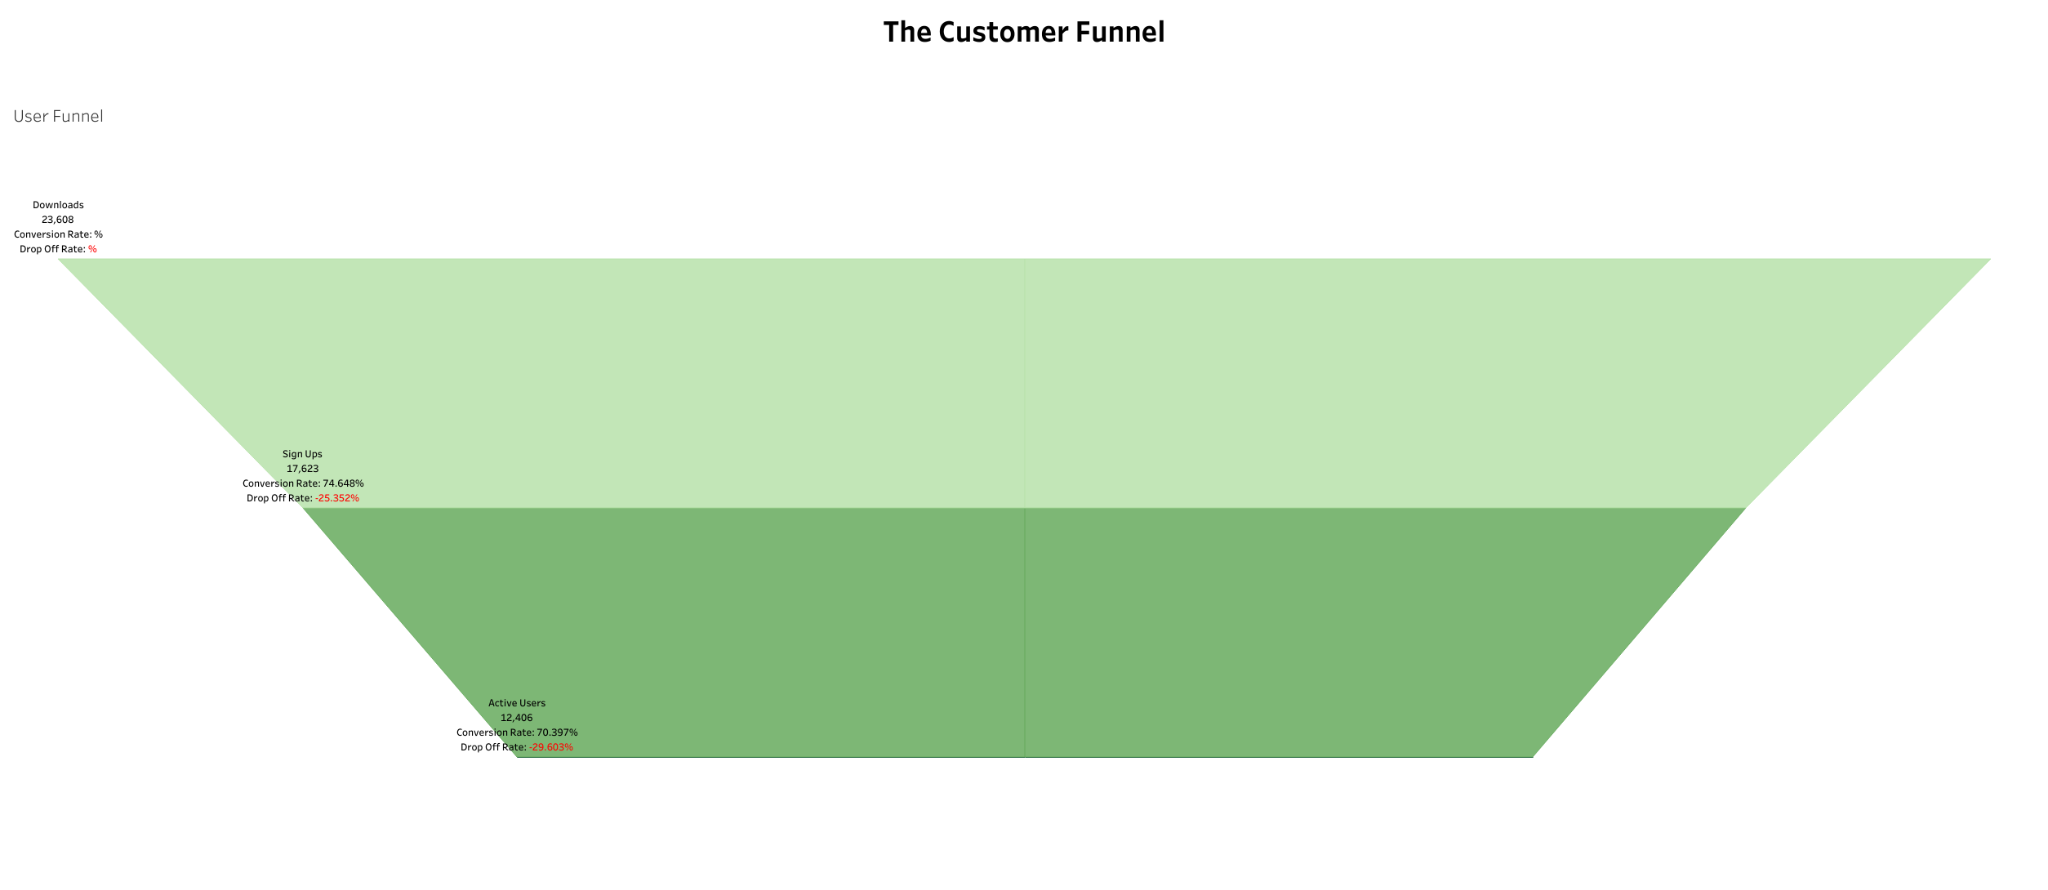 The Customer Funnel
User Funnel
Downloads
23,608
Conversion Rate: %
Drop Off Rate: %
Sign Ups
17,623
Conversion Rate: 74.648%
Drop Off Rate: -25.352%
Active Users
12,406
Conversion Rate: 70.397%
Drop Off Rate: -29.603%